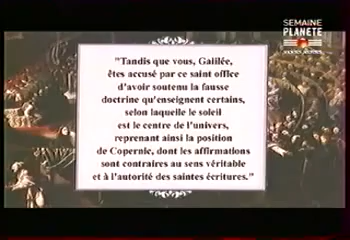 SEMAINE
PLANETE
"Tandis que vous, Galilée,
êtes accusé par ce saint office
d'avoir soutenu la fausse
doctrine qu'enseignent certains,
selon laquelle le soleil
est le centre de l'univers,
reprenant ainsi la position
de Copernic, dont les affirmations
sont contraires au sens véritable
et à l'autorité des saintes écritures."